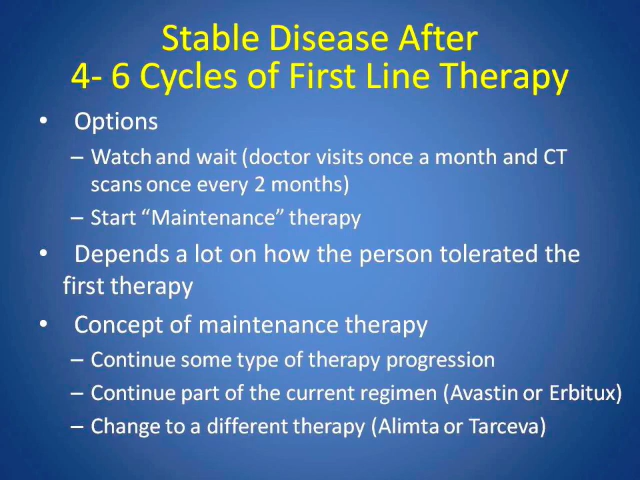 Stable Disease After
4- 6 Cycles of First Line Therapy
• Options
– Watch and wait (doctor visits once a month and CT
scans once every 2 months)
– Start “Maintenance” therapy
• Depends a lot on how the person tolerated the
first therapy
• Concept of maintenance therapy
– Continue some type of therapy progression
– Continue part of the current regimen (Avastin or Erbitux)
– Change to a different therapy (Alimta or Tarceva)